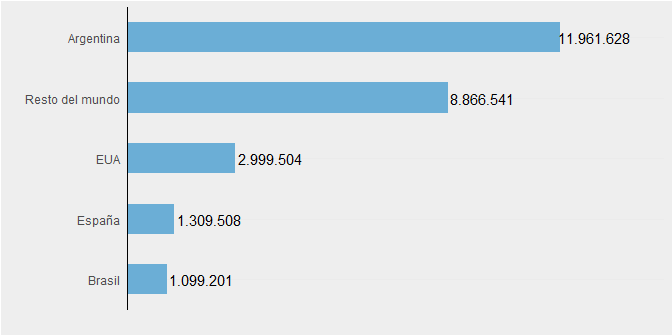 Argentina 11.961.628
Resto del mundo 8.866.541
EUA 2.999.504
España 1.309.508
Brasil 1.099.201